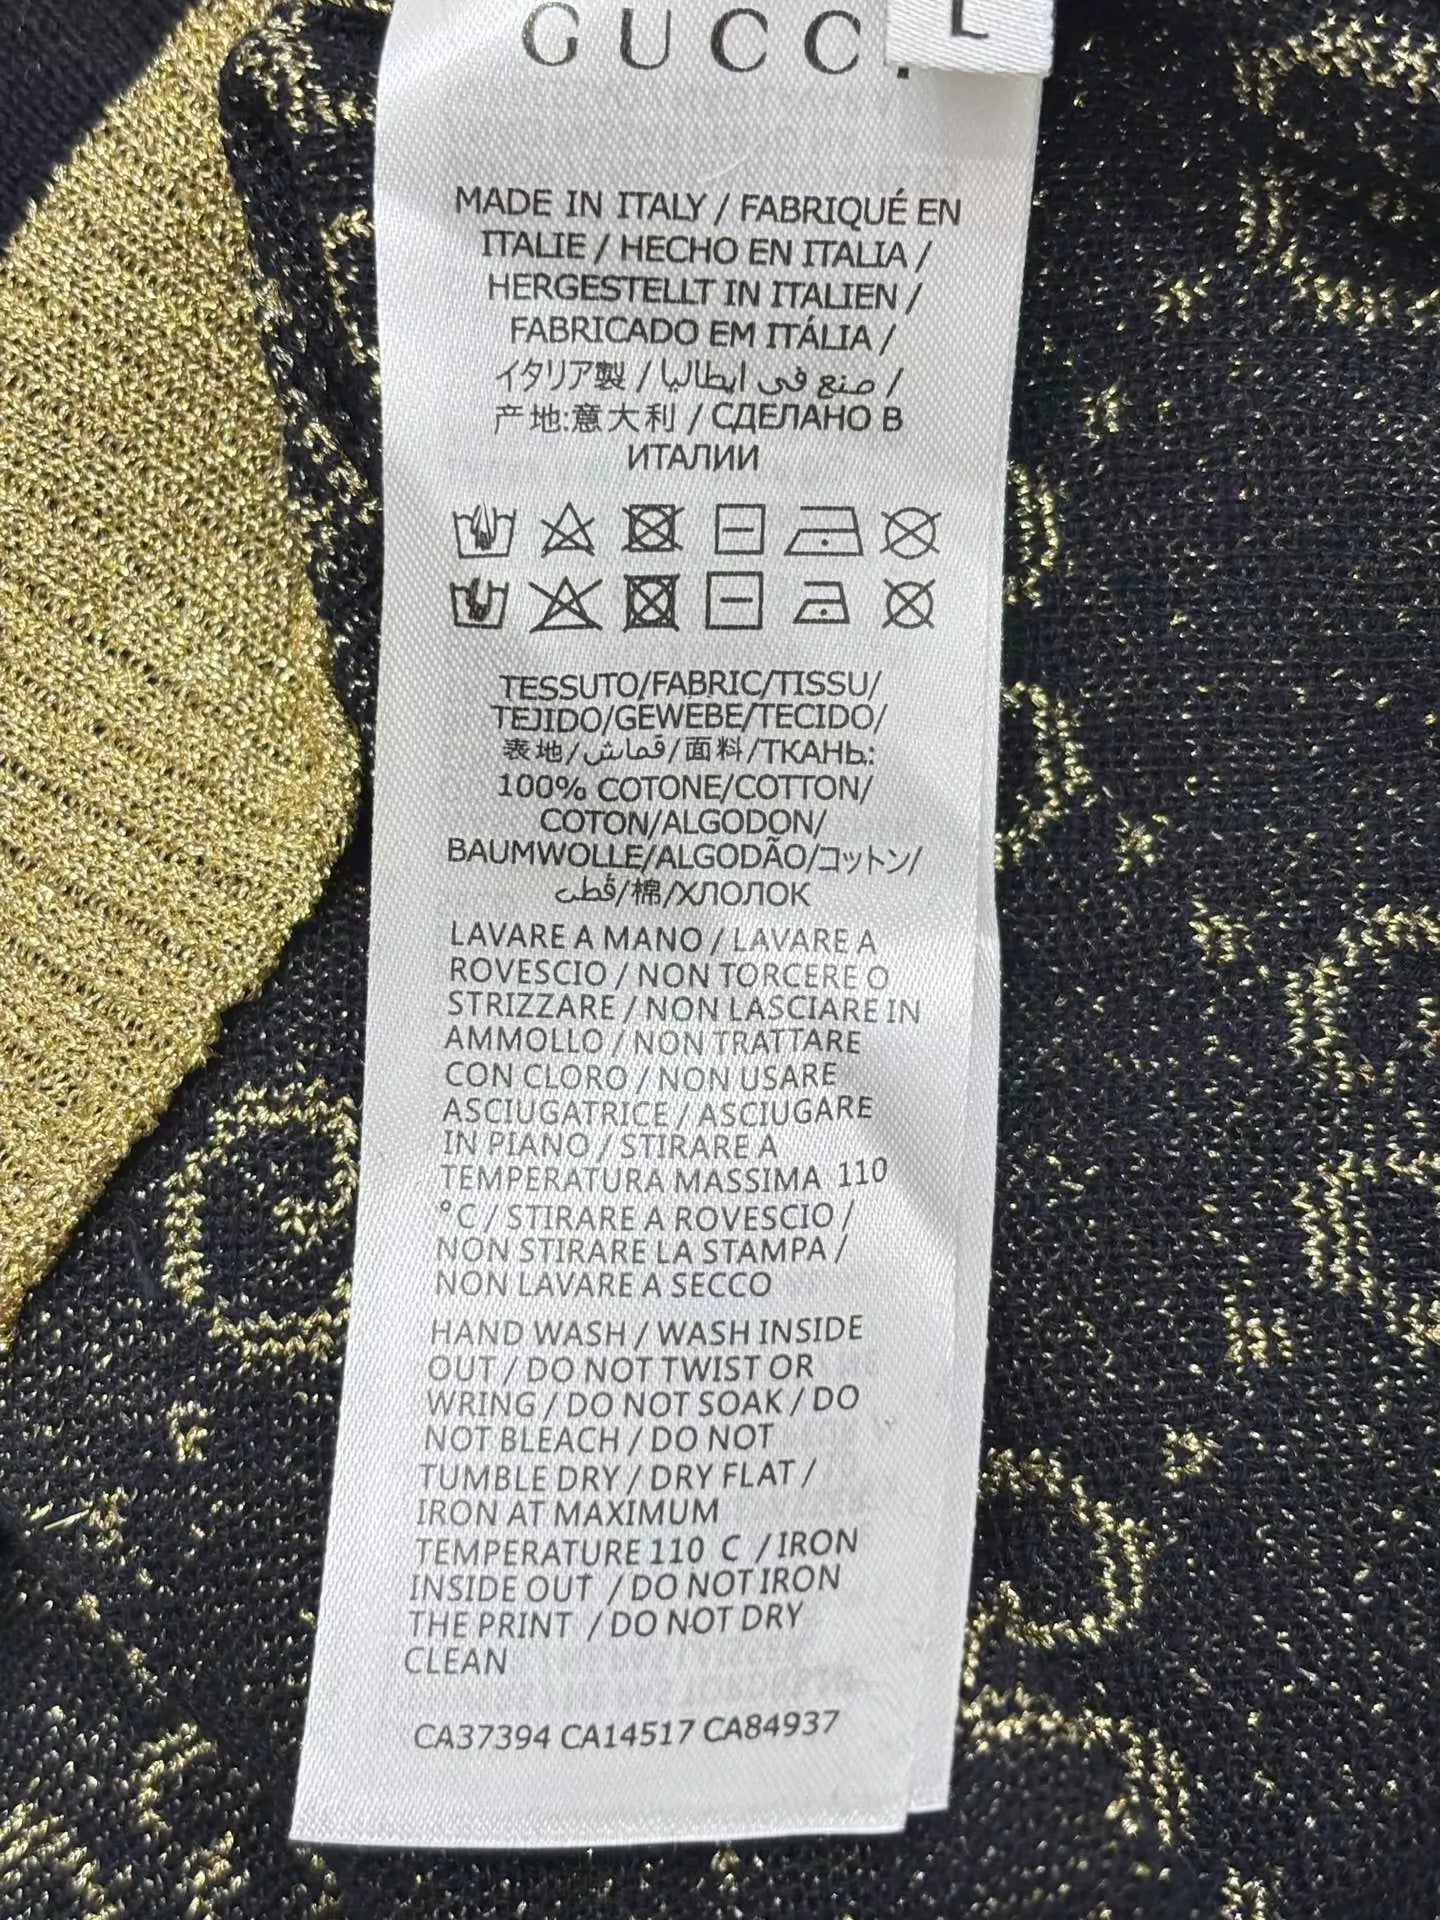 GUCCI
L
MADE IN ITALY / FABRIQUÉ EN
ITALIE / HECHO EN ITALIA /
HERGESTELLT IN ITALIEN /
FABRICADO EM ITÁLIA /
イタリア製 / صنع في ايطاليا /
产地:意大利 / СДЕЛАНО В
ИТАЛИИ
TESSUTO/FABRIC/TISSU/
TEJIDO/GEWEBE/TECIDO/
表地/قماش/面料/ТКАНЬ:
100% COTONE/COTTON/
COTON/ALGODON/
BAUMWOLLE/ALGODÃO/コットン/
قطن/棉/ХЛОПОК
LAVARE A MANO / LAVARE A
ROVESCIO / NON TORCERE O
STRIZZARE / NON LASCIARE IN
AMMOLLO / NON TRATTARE
CON CLORO / NON USARE
ASCIUGATRICE / ASCIUGARE
IN PIANO / STIRARE A
TEMPERATURA MASSIMA 110
°C / STIRARE A ROVESCIO /
NON STIRARE LA STAMPA /
NON LAVARE A SECCO
HAND WASH / WASH INSIDE
OUT / DO NOT TWIST OR
WRING / DO NOT SOAK / DO
NOT BLEACH / DO NOT
TUMBLE DRY / DRY FLAT /
IRON AT MAXIMUM
TEMPERATURE 110 C / IRON
INSIDE OUT / DO NOT IRON
THE PRINT / DO NOT DRY
CLEAN
CA37394 CA14517 CA84937